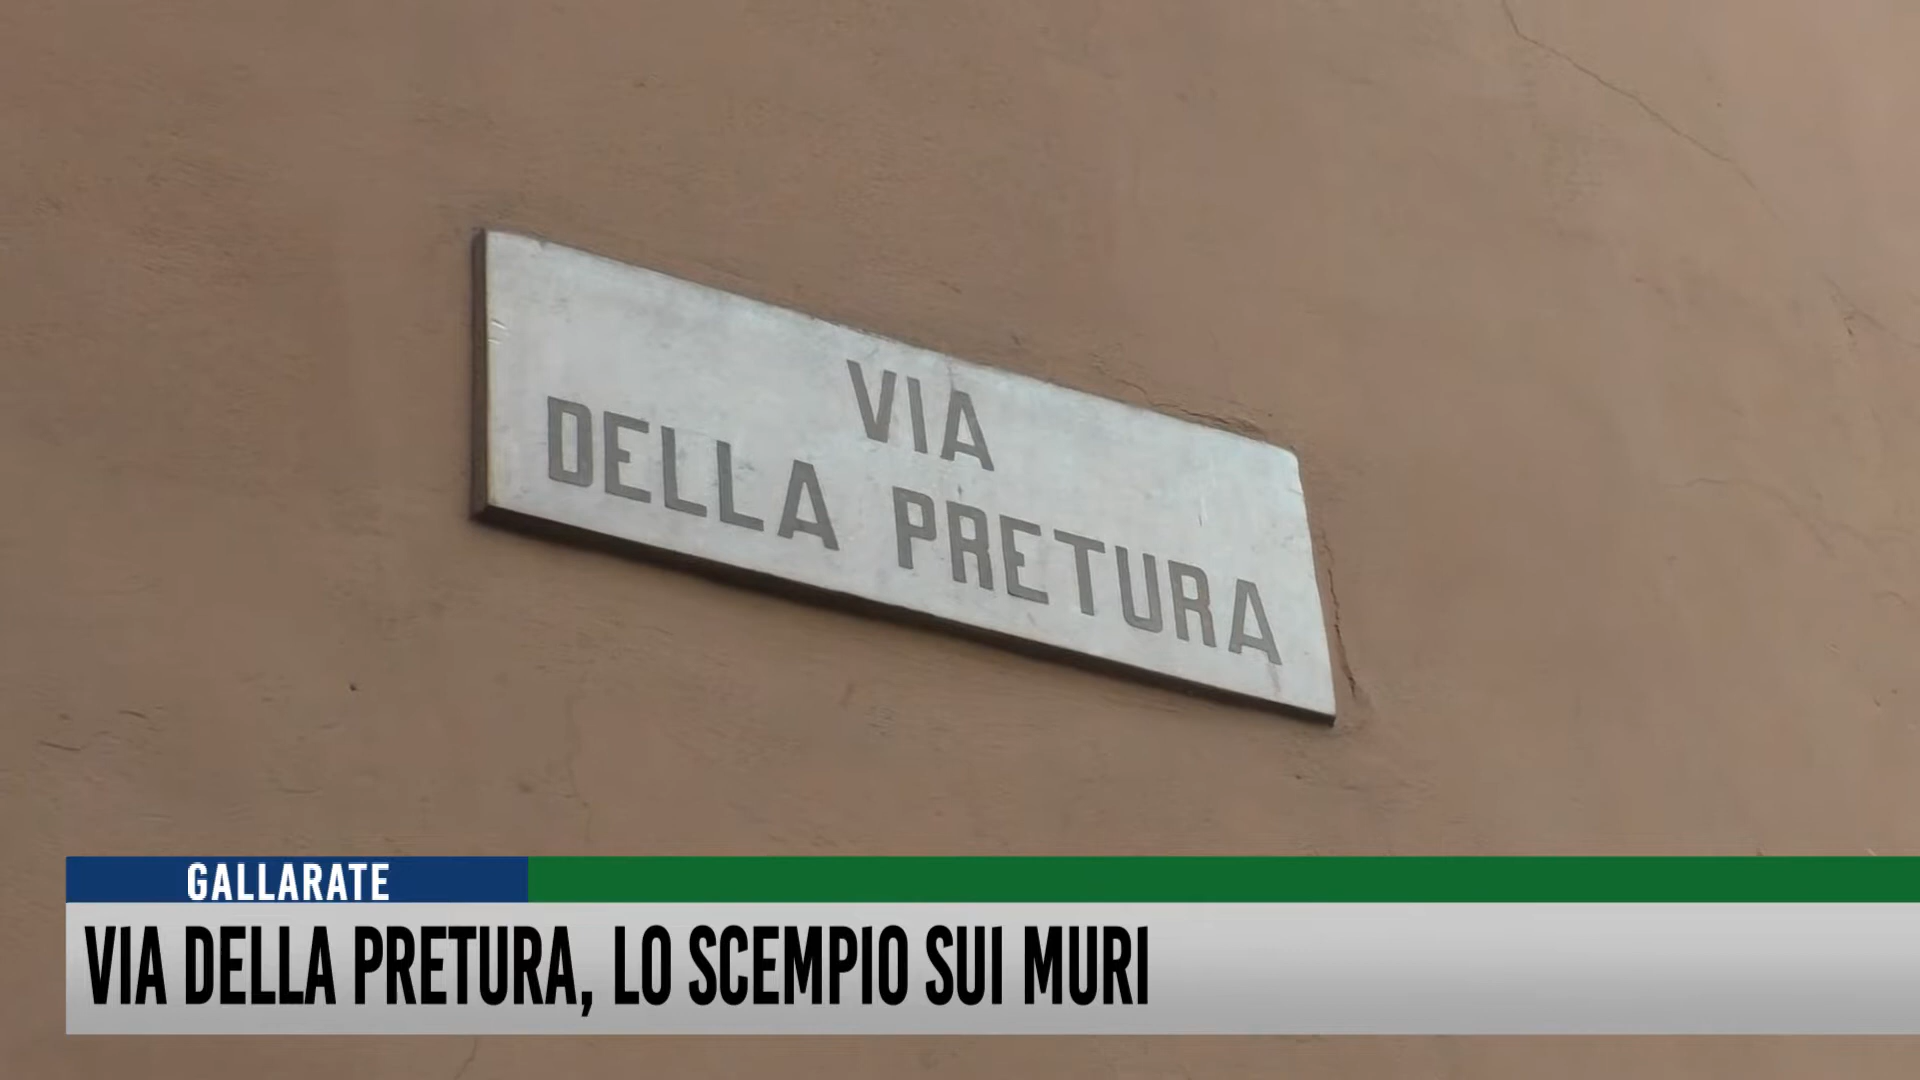 VIA
DELLA PRETURA
GALLARATE
VIA DELLA PRETURA, LO SCEMPIO SUI MURI